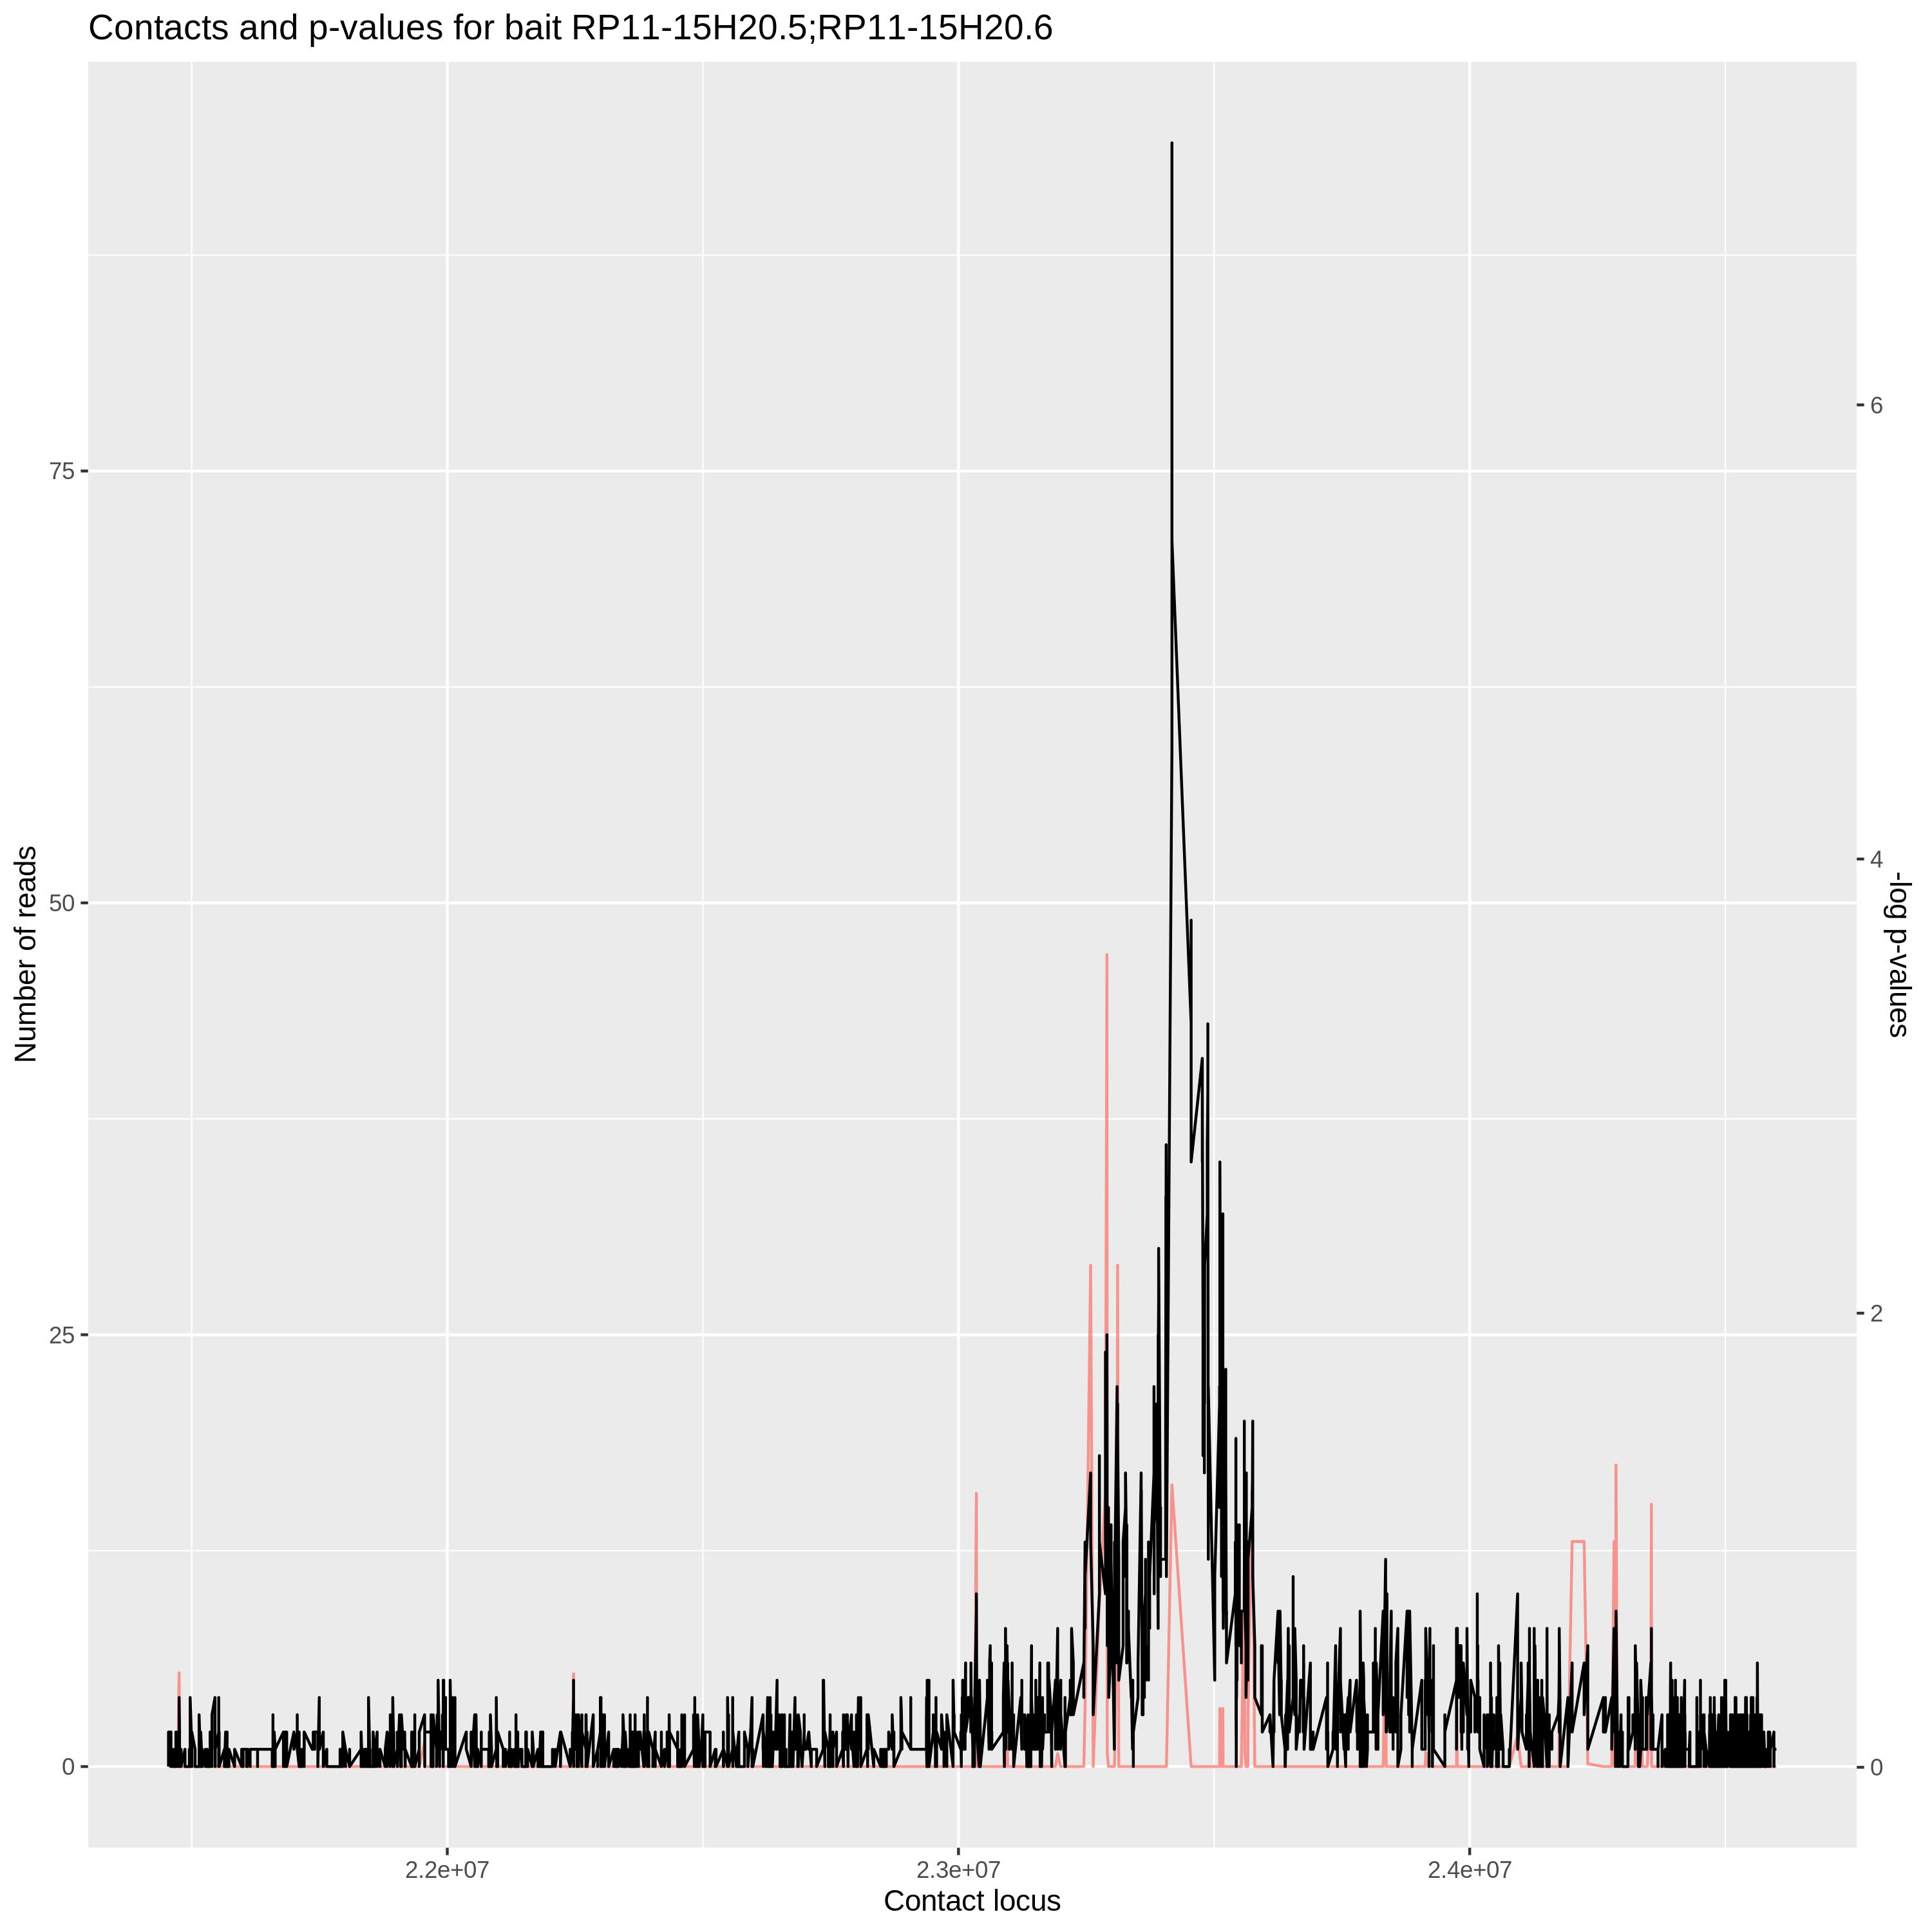 Contacts and p-values for bait RP11-15H20.5;RP11-15H20.6
75
50
25
0
Number of reads
6
4
2
0
-log p-values
2.2e+07
2.3e+07
2.4e+07
Contact locus